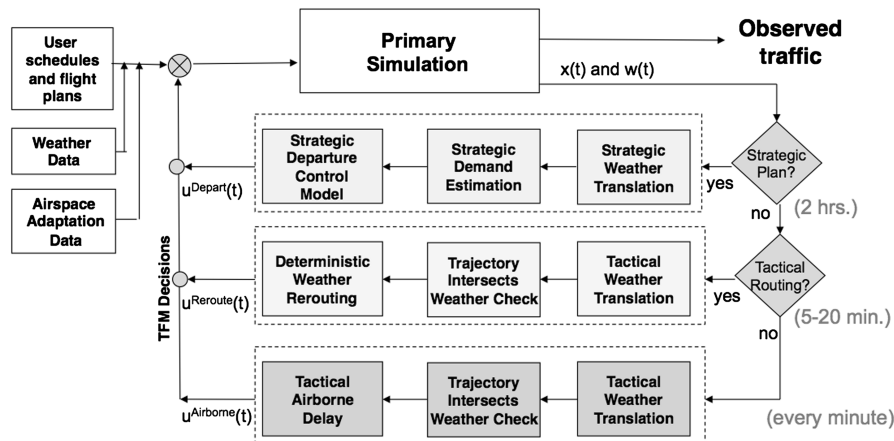 User
schedules
and flight
plans
Weather
Data
Airspace
Adaptation
Data
Primary
Simulation
Observed
traffic
x(t) and w(t)
Strategic
Departure
Control
Model
Strategic
Demand
Estimation
Strategic
Weather
Translation
Strategic
Plan?
yes
no
(2 hrs.)
uDepart(t)
Deterministic
Weather
Rerouting
Trajectory
Intersects
Weather Check
Tactical
Weather
Translation
Tactical
Routing?
yes
no
(5-20 min.)
uReroute(t)
TFM Decisions
Tactical
Airborne
Delay
Trajectory
Intersects
Weather Check
Tactical
Weather
Translation
uAirborne(t)
(every minute)